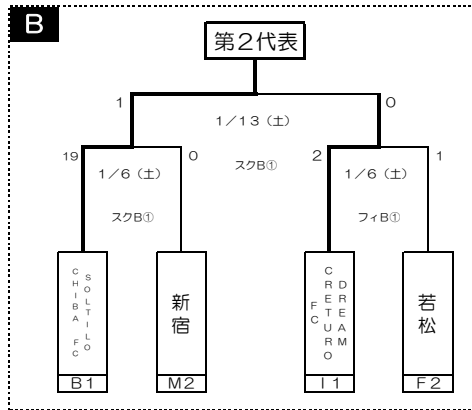 B
第2代表
1
0
1／13（土）
スクB①
19
0
2
1
1／6（土）
1／6（土）
スクB①
フィB①
SOLTILO
CHIBA FC
新宿
DREAM
CRETURO
FC
若松
B1
M2
I1
F2